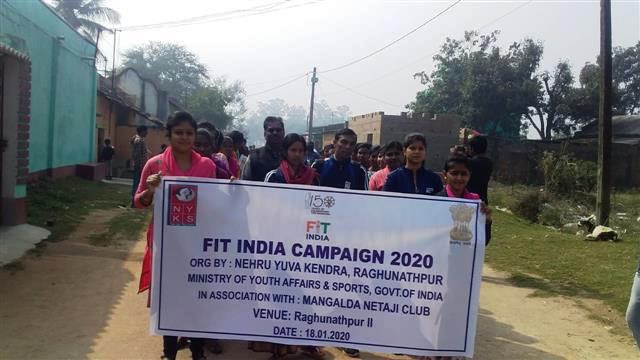 NYKS
150
FIT
INDIA
FIT INDIA CAMPAIGN 2020
ORG BY : NEHRU YUVA KENDRA, RAGHUNATHPUR
MINISTRY OF YOUTH AFFAIRS & SPORTS, GOVT.OF INDIA
IN ASSOCIATION WITH : MANGALDA NETAJI CLUB
VENUE: Raghunathpur II
DATE : 18.01.2020